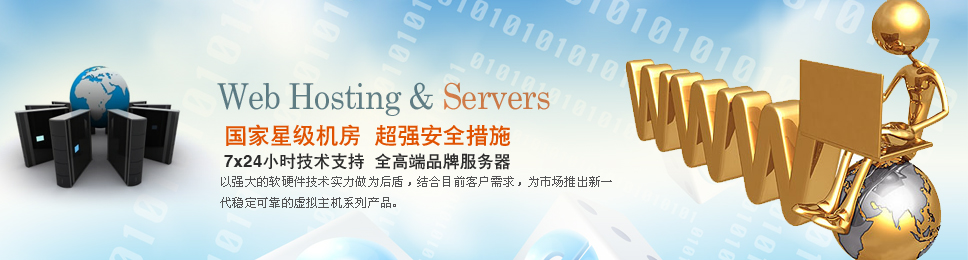 Web Hosting & Servers
国家星级机房 超强安全措施
7x24小时技术支持 全高端品牌服务器
以强大的软硬件技术实力做为后盾，结合目前客户需求，为市场推出新一
代稳定可靠的虚拟主机系列产品。
WWW